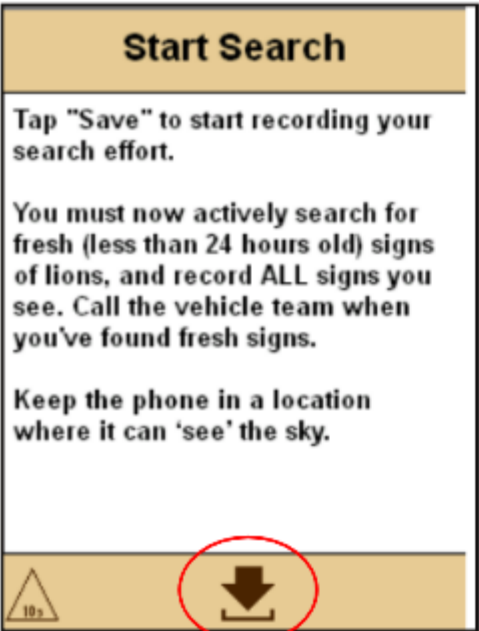 Start Search
Tap "Save" to start recording your
search effort.
You must now actively search for
fresh (less than 24 hours old) signs
of lions, and record ALL signs you
see. Call the vehicle team when
you've found fresh signs.
Keep the phone in a location
where it can ‘see’ the sky.
10s